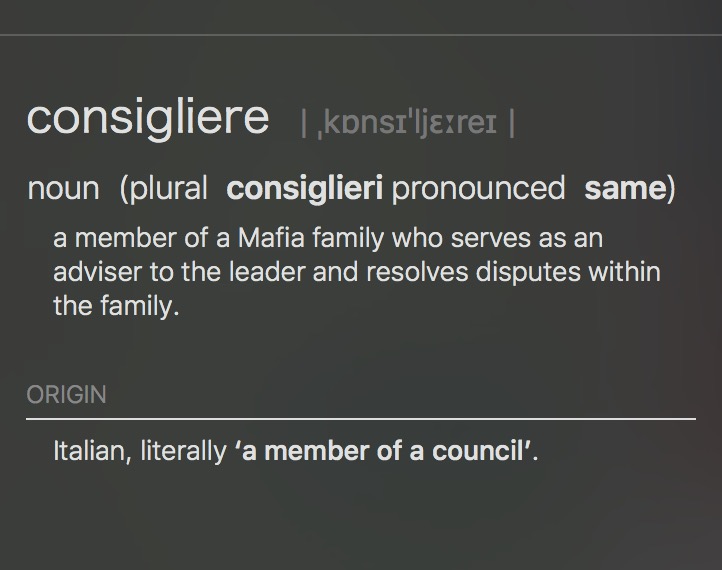 consigliere | ˌkɒnsɪˈljɛːreɪ |
noun (plural consiglieri pronounced same)
a member of a Mafia family who serves as an
adviser to the leader and resolves disputes within
the family.
ORIGIN
Italian, literally ‘a member of a council’.